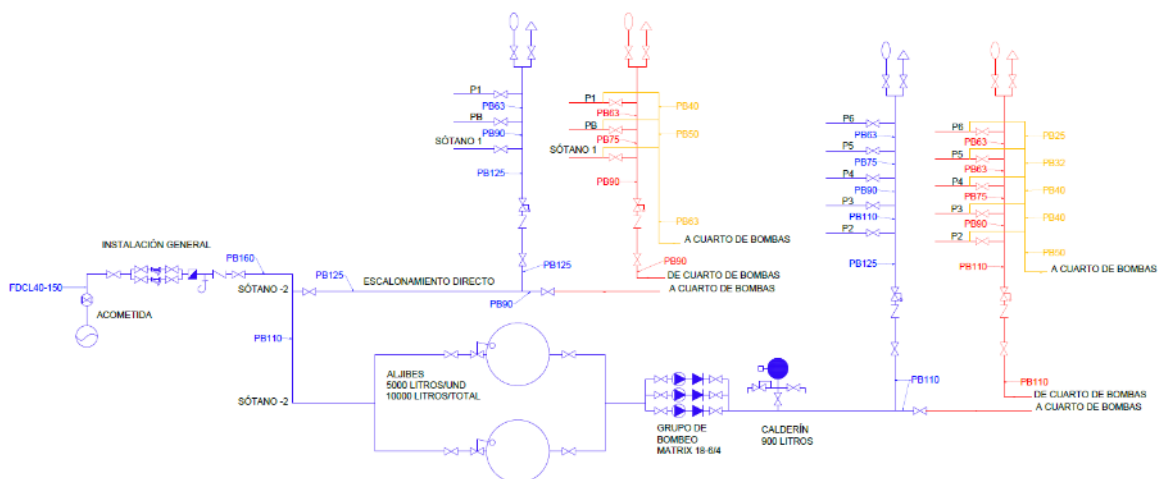 P1
PB63
PB
PB90
SÓTANO 1
PB125
P1
PB63
PB
PB75
SÓTANO 1
PB90
PB40
PB50
PB63
A CUARTO DE BOMBAS
PB90
DE CUARTO DE BOMBAS
A CUARTO DE BOMBAS
P6
PB63
P5
PB75
P4
PB90
P3
PB110
P2
PB125
P6
PB63
P5
PB63
P4
PB75
P3
PB90
P2
PB110
PB25
PB32
PB40
PB40
PB50
A CUARTO DE BOMBAS
INSTALACIÓN GENERAL
PB160
FDCL40-150
ACOMETIDA
SÓTANO -2
PB125
ESCALONAMIENTO DIRECTO
PB125
PB90
PB110
SÓTANO -2
ALJIBES
5000 LITROS/UND
10000 LITROS/TOTAL
GRUPO DE
BOMBEO
MATRIX 18-6/4
CALDERÍN
900 LITROS
PB110
PB110
DE CUARTO DE BOMBAS
A CUARTO DE BOMBAS